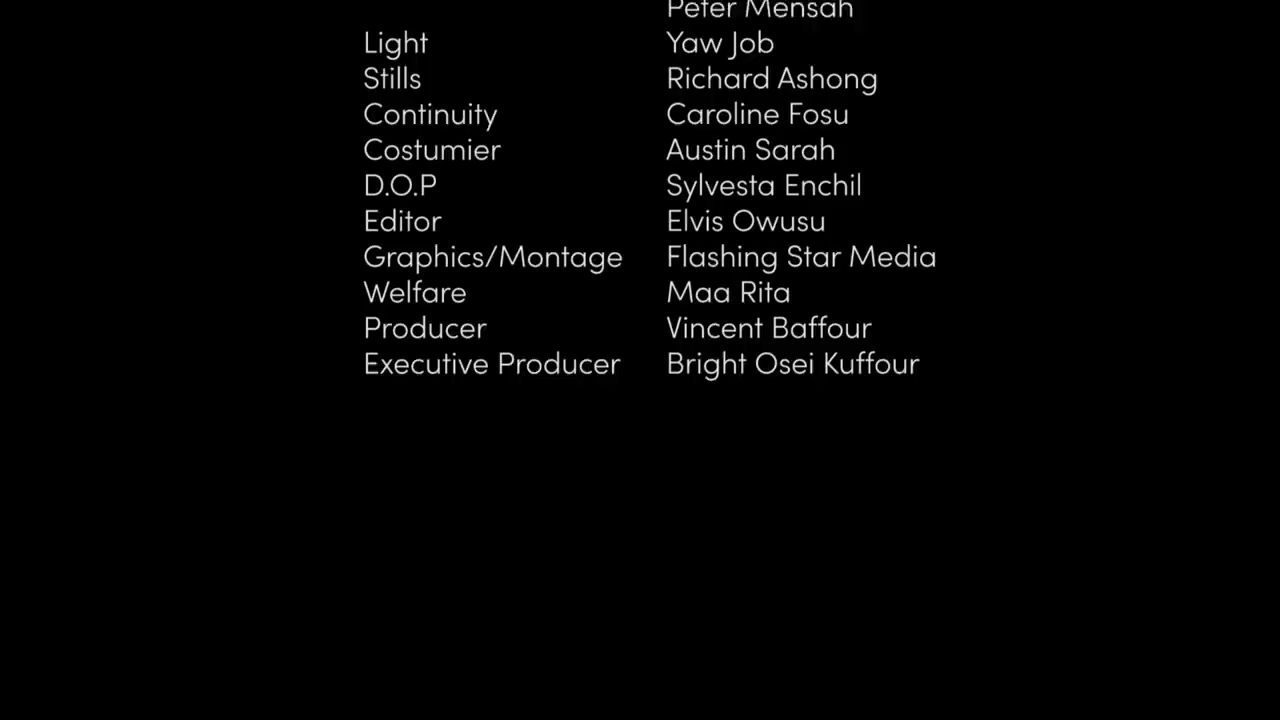 Peter Mensah
Light Yaw Job
Stills Richard Ashong
Continuity Caroline Fosu
Costumier Austin Sarah
D.O.P Sylvesta Enchil
Editor Elvis Owusu
Graphics/Montage Flashing Star Media
Welfare Maa Rita
Producer Vincent Baffour
Executive Producer Bright Osei Kuffour